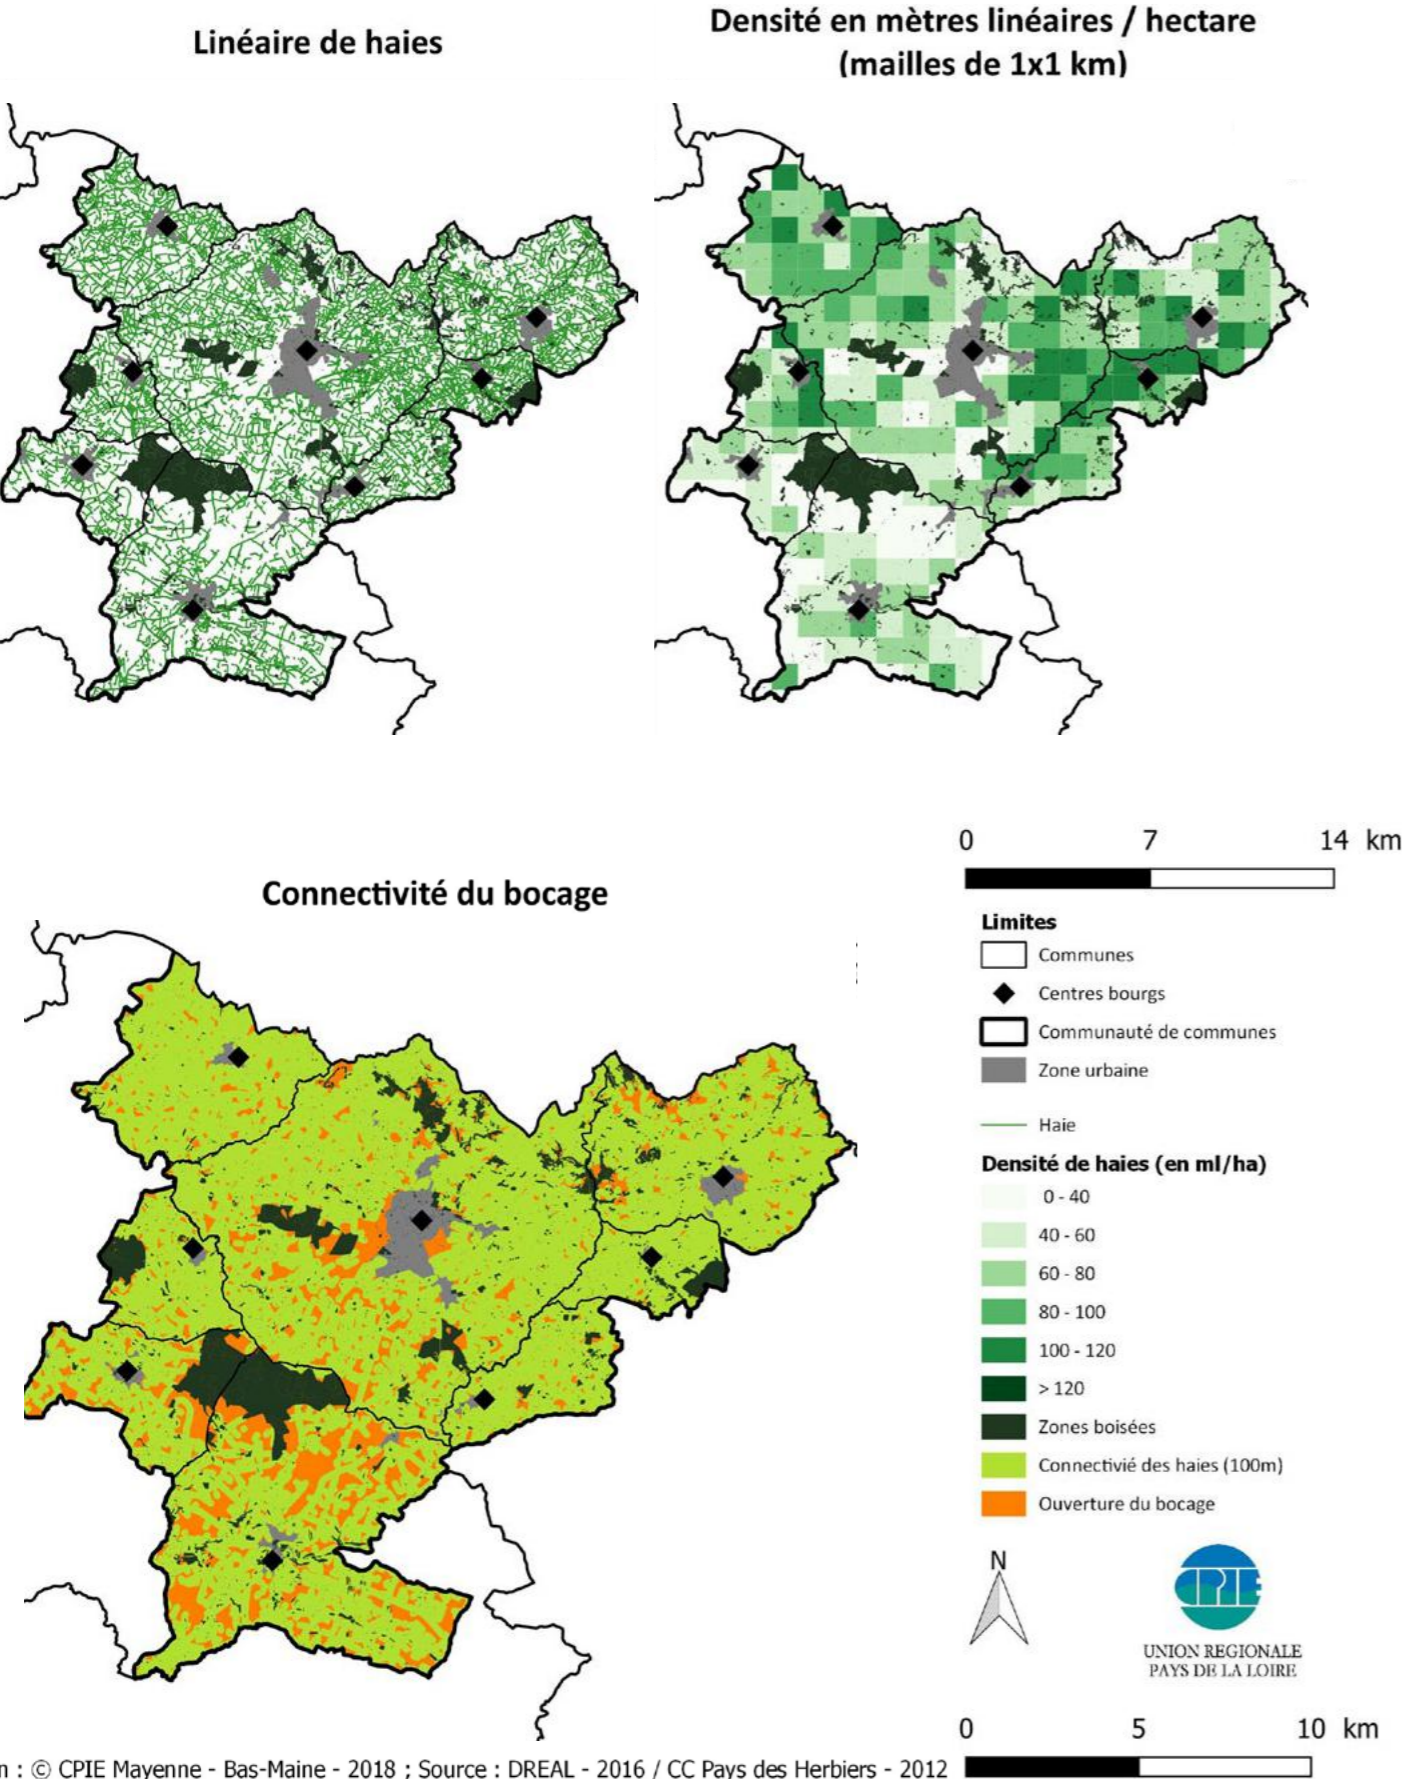 Linéaire de haies
Densité en mètres linéaires / hectare
(mailles de 1x1 km)
0 7 14 km
Connectivité du bocage
Limites
Communes
Centres bourgs
Communauté de communes
Zone urbaine
Haie
Densité de haies (en ml/ha)
0 - 40
40 - 60
60 - 80
80 - 100
100 - 120
> 120
Zones boisées
Connectivié des haies (100m)
Ouverture du bocage
N
CPIE
UNION REGIONALE
PAYS DE LA LOIRE
0 5 10 km
n : © CPIE Mayenne - Bas-Maine - 2018 ; Source : DREAL - 2016 / CC Pays des Herbiers - 2012